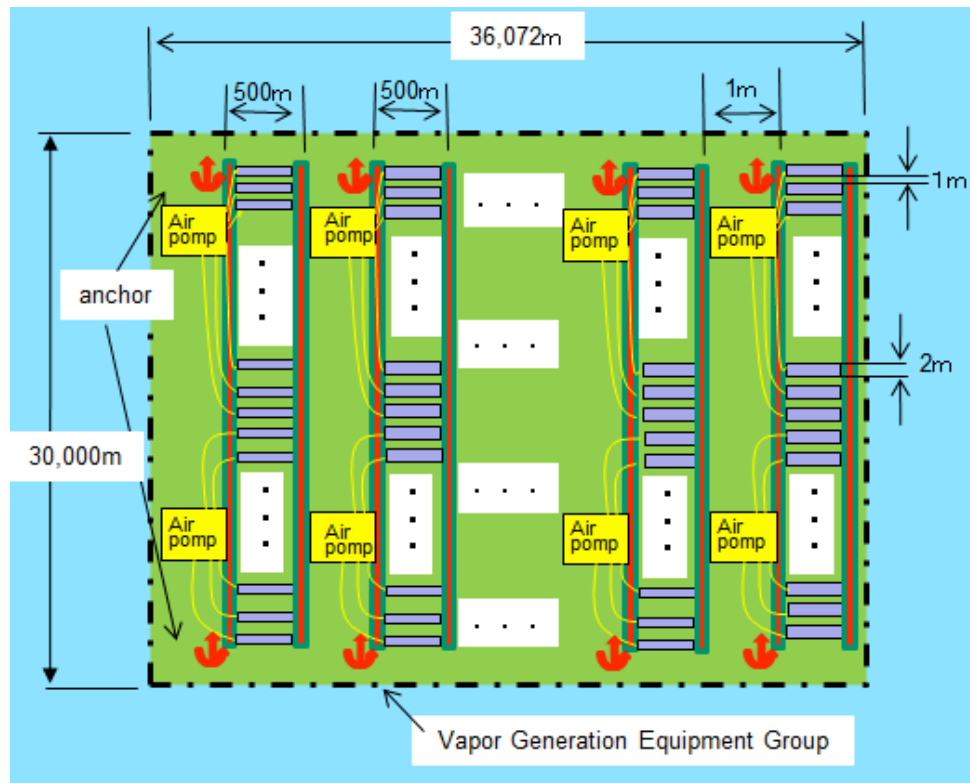 36,072m
500m
500m
1m
1m
Air
pomp
Air
pomp
Air
pomp
Air
pomp
anchor
2m
30,000m
Air
pomp
Air
pomp
Air
pomp
Air
pomp
Vapor Generation Equipment Group